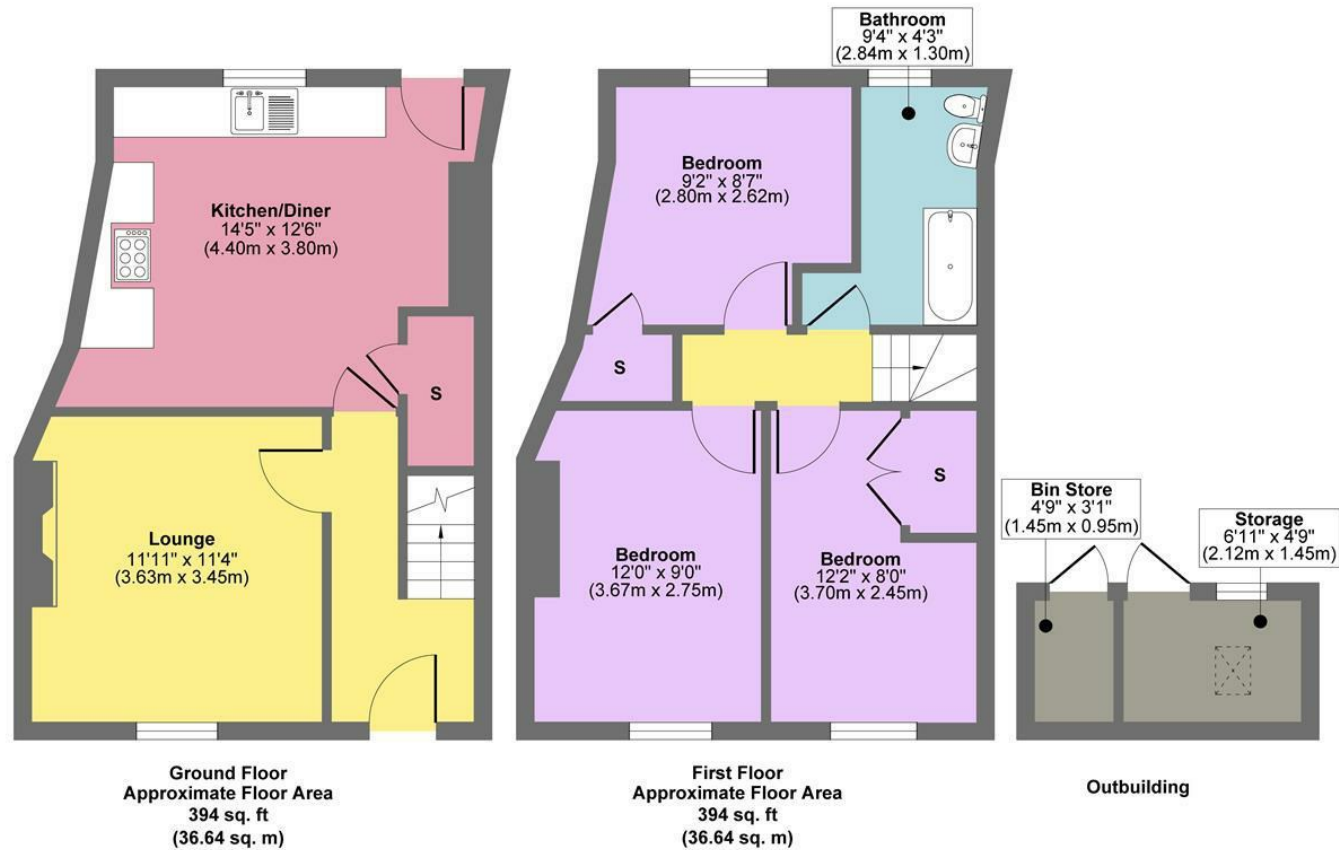 Bathroom
9'4" x 4'3"
(2.84m x 1.30m)
Kitchen/Diner
14'5" x 12'6"
(4.40m x 3.80m)
S
Lounge
11'11" x 11'4"
(3.63m x 3.45m)
Ground Floor
Approximate Floor Area
394 sq. ft
(36.64 sq. m)
Bedroom
9'2" x 8'7"
(2.80m x 2.62m)
S
S
Bedroom
12'0" x 9'0"
(3.67m x 2.75m)
Bedroom
12'2" x 8'0"
(3.70m x 2.45m)
First Floor
Approximate Floor Area
394 sq. ft
(36.64 sq. m)
Bin Store
4'9" x 3'1"
(1.45m x 0.95m)
Storage
6'11" x 4'9"
(2.12m x 1.45m)
Outbuilding